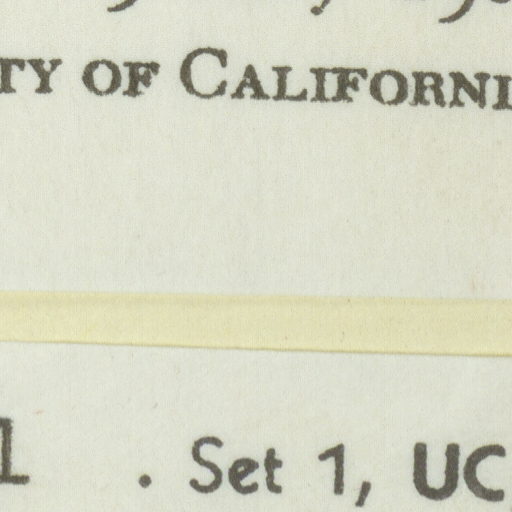 TY OF CALIFORNI
1 . Set 1, UC